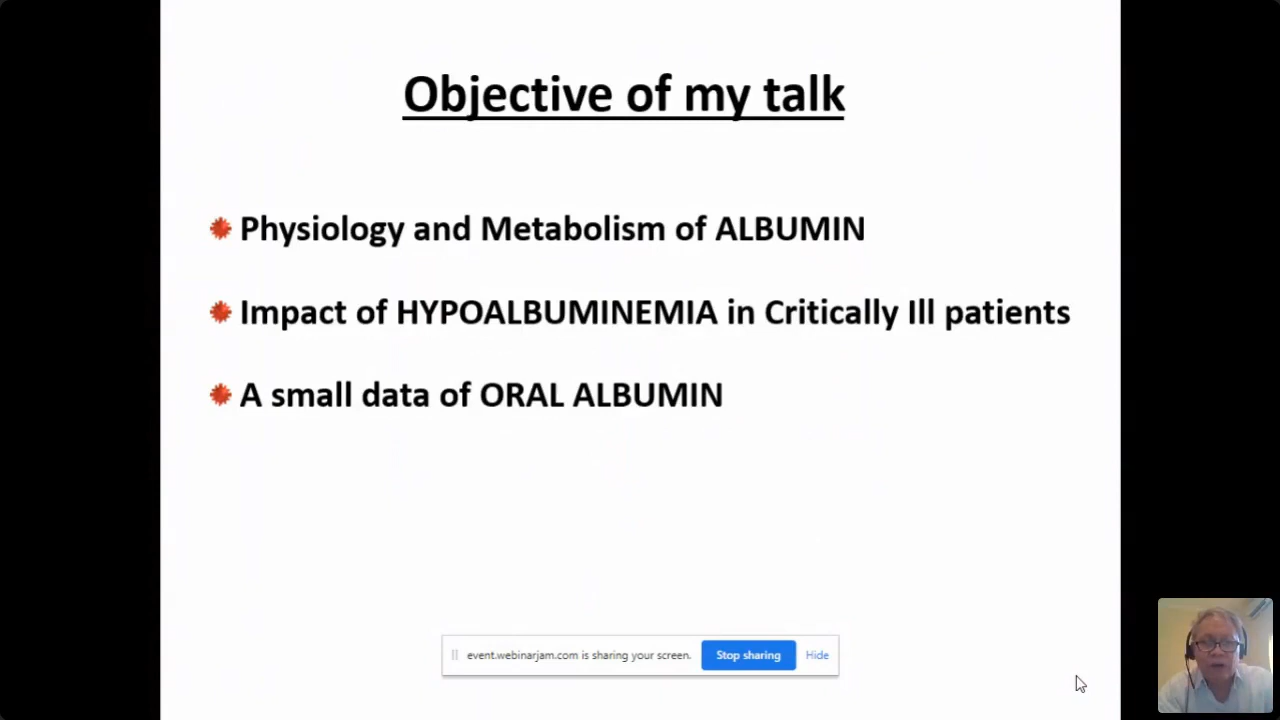 Objective of my talk
Physiology and Metabolism of ALBUMIN
Impact of HYPOALBUMINEMIA in Critically Ill patients
A small data of ORAL ALBUMIN
event.webinarjam.com is sharing your screen. Stop sharing Hide